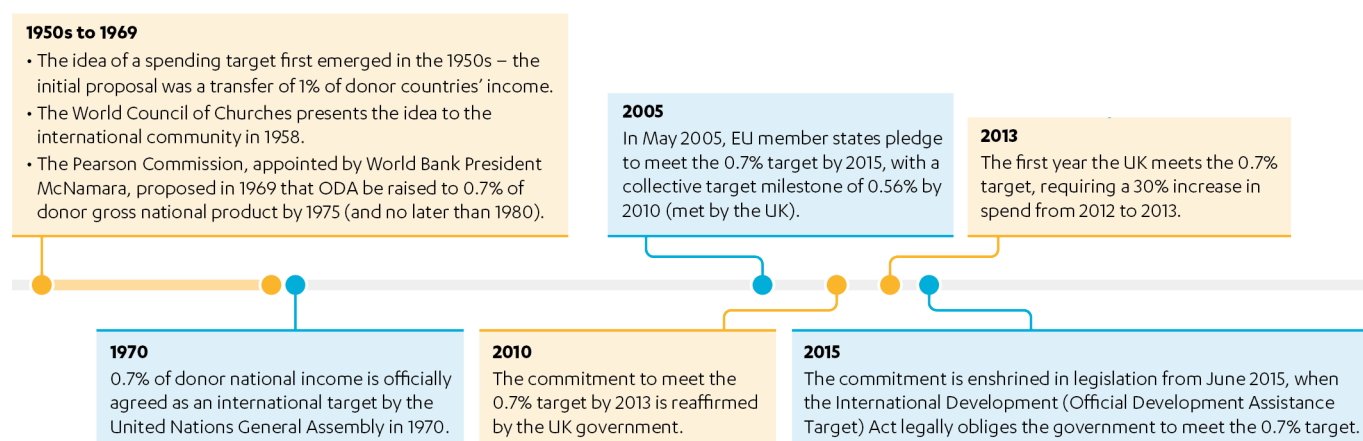 1950s to 1969
• The idea of a spending target first emerged in the 1950s – the
initial proposal was a transfer of 1% of donor countries’ income.
• The World Council of Churches presents the idea to the
international community in 1958.
• The Pearson Commission, appointed by World Bank President
McNamara, proposed in 1969 that ODA be raised to 0.7% of
donor gross national product by 1975 (and no later than 1980).
1970
0.7% of donor national income is officially
agreed as an international target by the
United Nations General Assembly in 1970.
2005
In May 2005, EU member states pledge
to meet the 0.7% target by 2015, with a
collective target milestone of 0.56% by
2010 (met by the UK).
2010
The commitment to meet the
0.7% target by 2013 is reaffirmed
by the UK government.
2013
The first year the UK meets the 0.7%
target, requiring a 30% increase in
spend from 2012 to 2013.
2015
The commitment is enshrined in legislation from June 2015, when
the International Development (Official Development Assistance
Target) Act legally obliges the government to meet the 0.7% target.